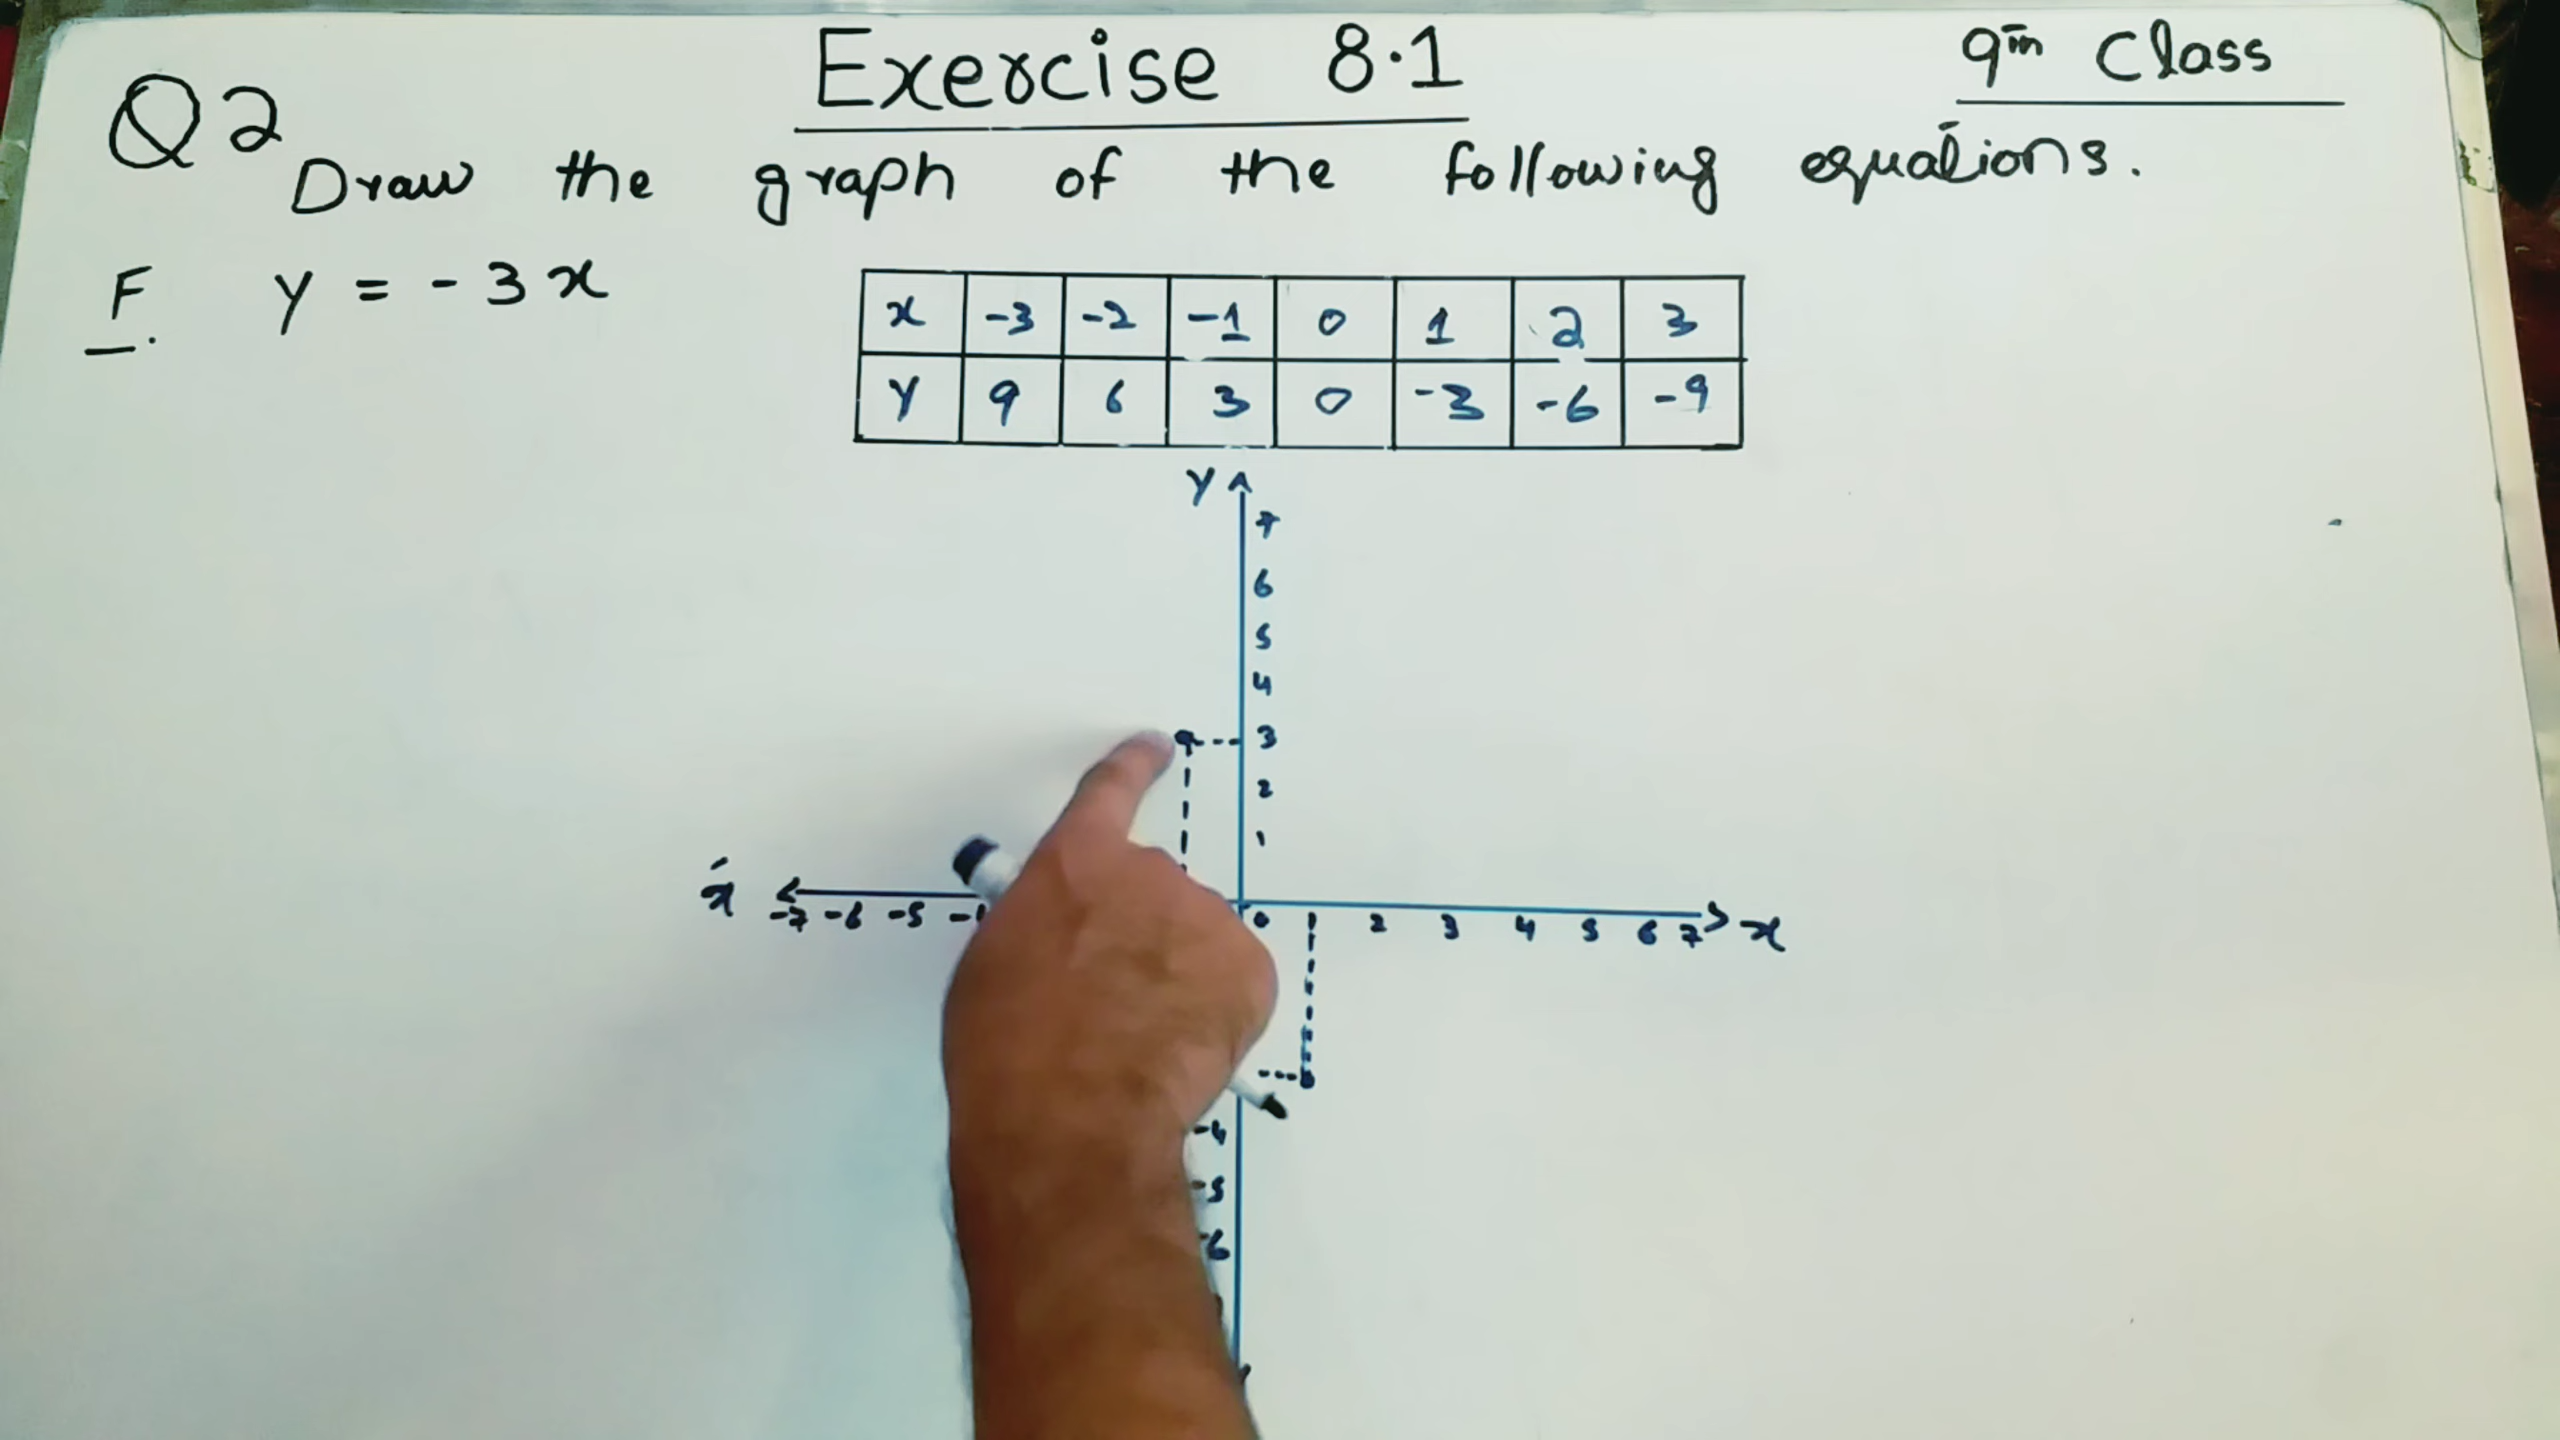 Exercise 8.1
9th Class
Q2
Draw the graph of the following equations.
F. y = -3x
x -3 -2 -1 0 1 2 3
y 9 6 3 0 -3 -6 -9
Y
7
6
5
4
3
2
1
x́ -7 -6 -5 0 1 2 3 4 5 6 7 x
-4
-5
-6